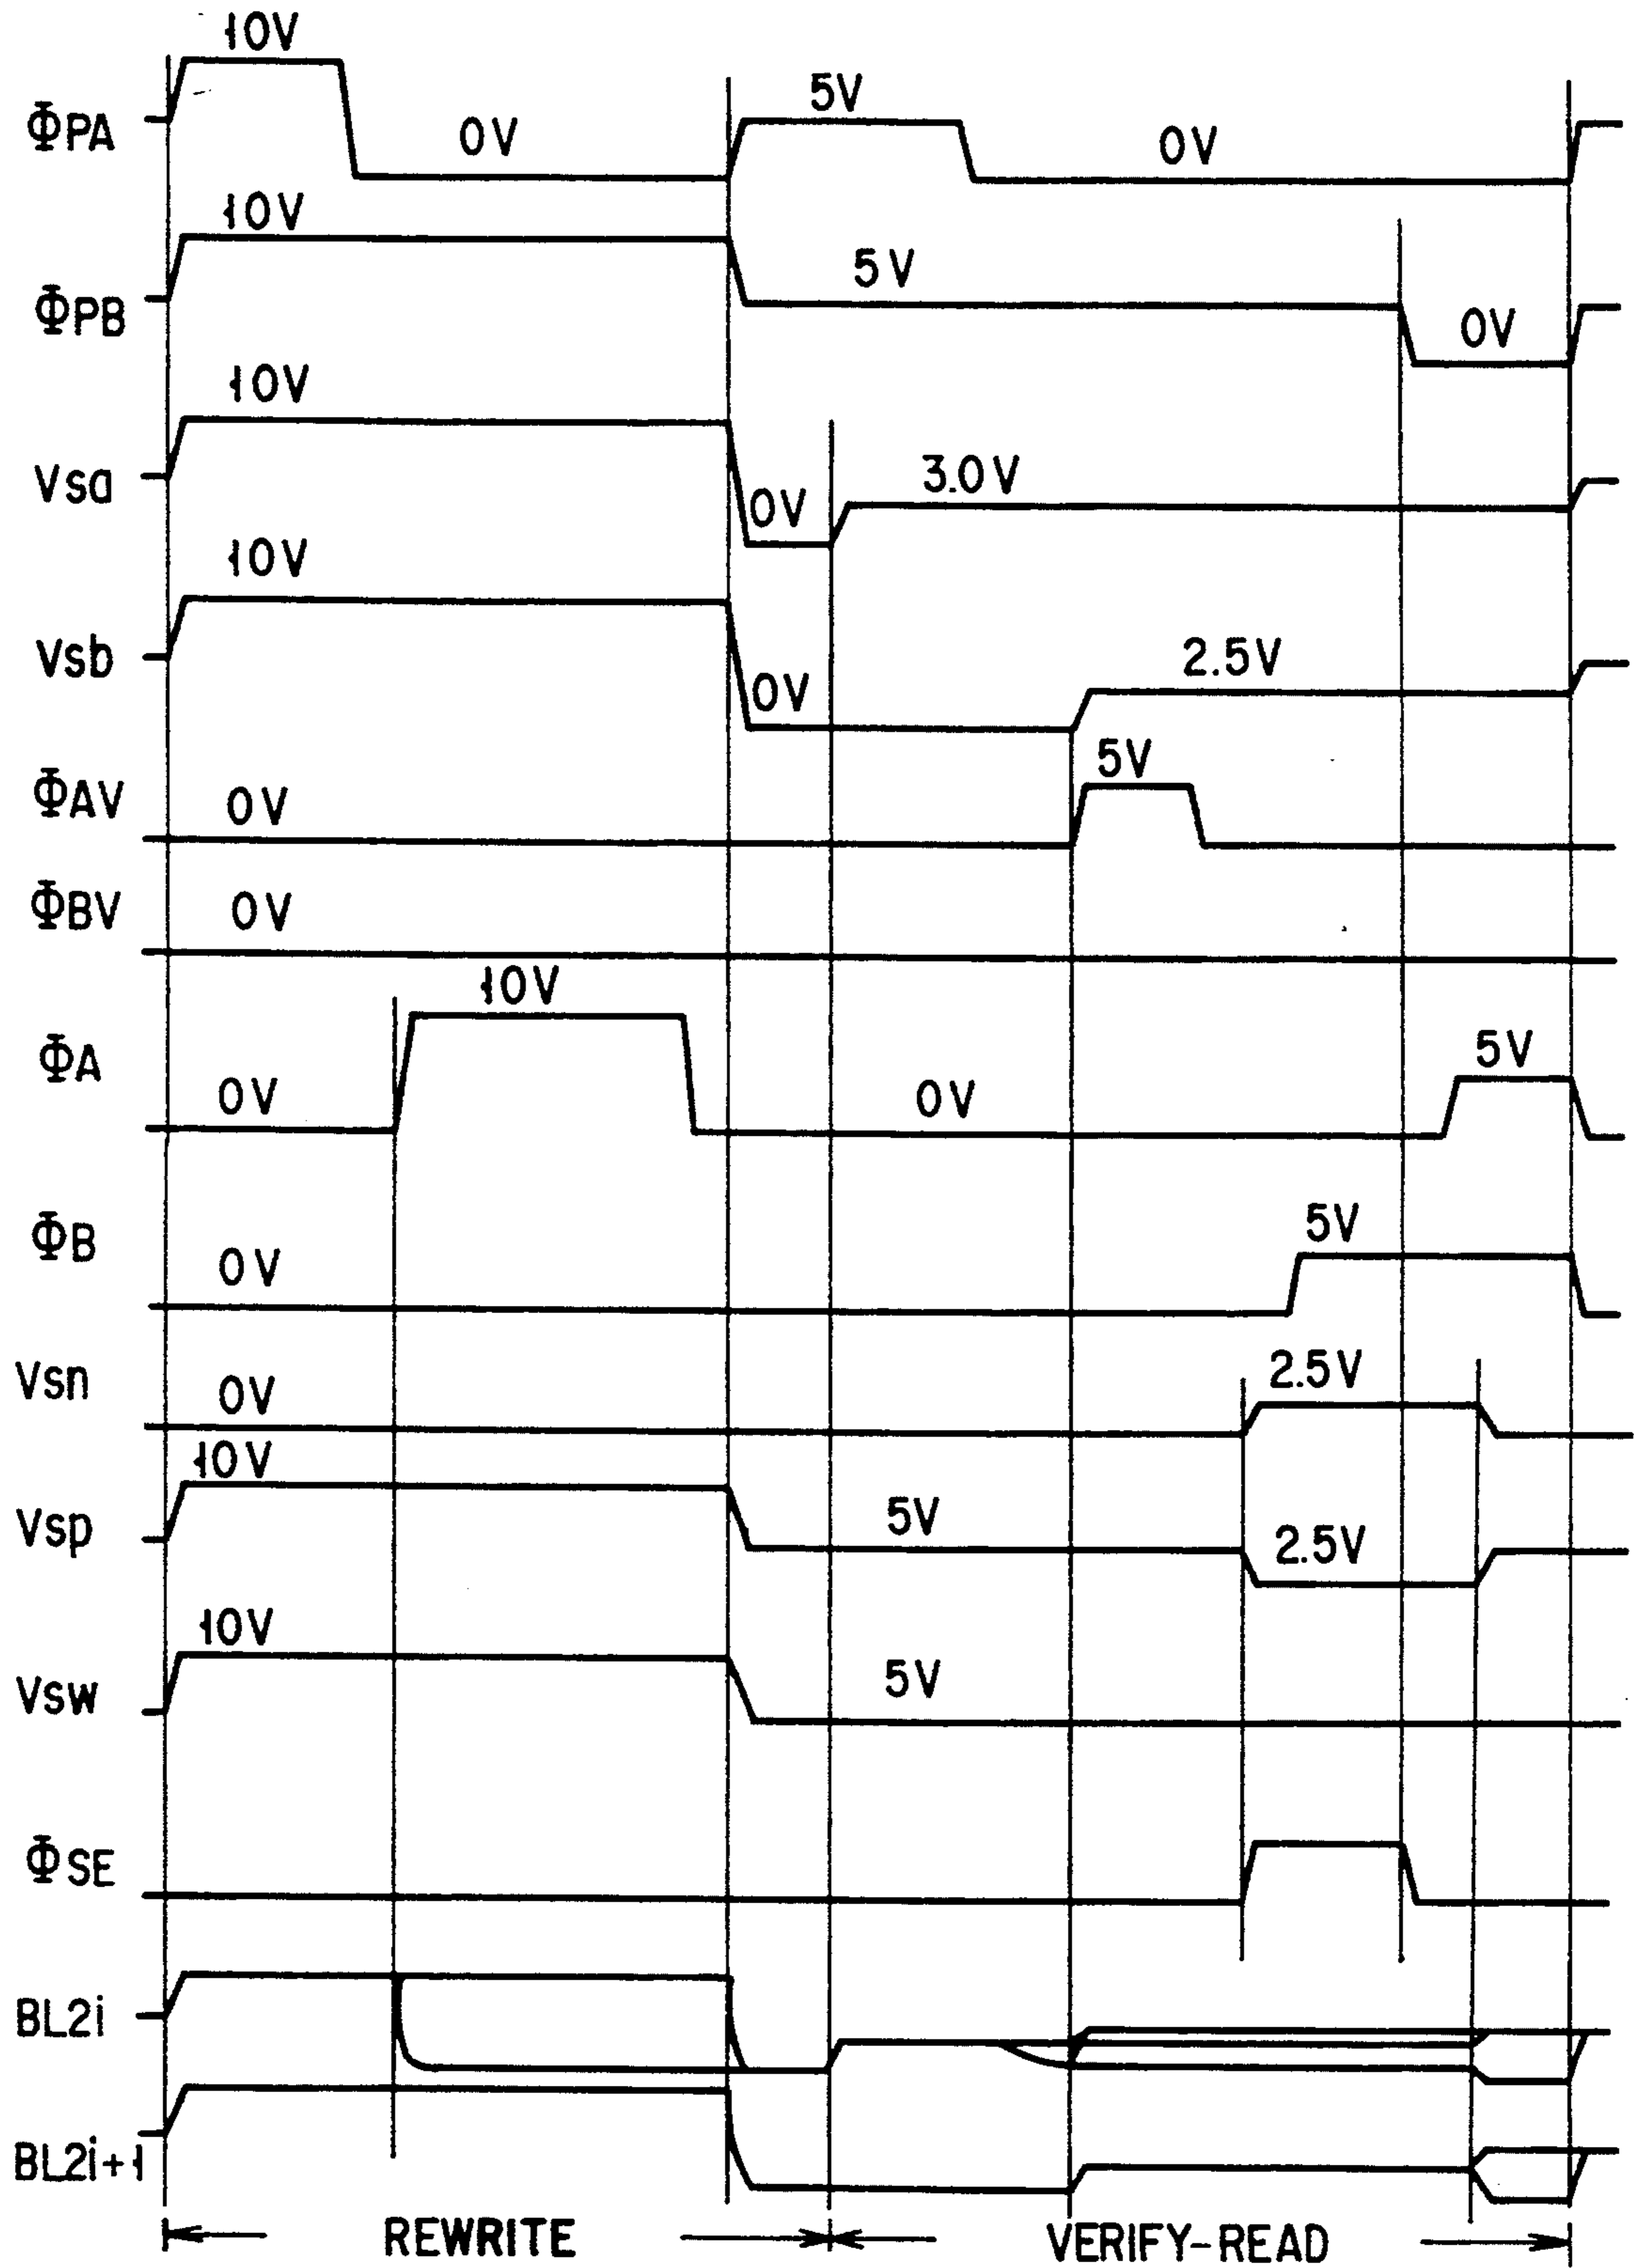 10V
ΦPA 0V 5V 0V
10V
ΦPB 5V 0V
10V
Vsa 0V 3.0V
10V
Vsb 0V 2.5V
ΦAV 0V 5V
ΦBV 0V
10V
ΦA 0V 0V 5V
ΦB 0V 5V
Vsn 0V 2.5V
10V
Vsp 5V 2.5V
10V
Vsw 5V
ΦSE
BL2i
BL2i+1
REWRITE VERIFY-READ